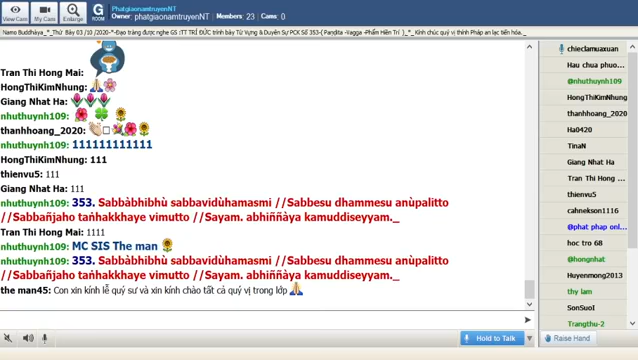 PhatgiaonamtruyenNT
Owner: phatgiaonamtruyenNT | Members: 23 | Cams: 0
View Cam
My Cam
Enlarge
G
ROOM
Namo Buddhàya_*_Thứ Bảy 03 /10 /2020-*-Đạo tràng được nghe GS :TT TRÍ ĐỨC trình bày Từ Vựng & Duyên Sự PCK Số 353-(Pandita -Vagga -Phẩm Hiền Trí )_*_Kính chúc quý vị thính Pháp an lạc tiến hóa._
Tran Thi Hong Mai:
HongThiKimNhung:
Giang Nhat Ha:
nhuthuynh109:
thanhhoang_2020:
nhuthuynh109: 111111111111
HongThiKimNhung: 111
thienvu5: 111
Giang Nhat Ha: 111
nhuthuynh109: 353. Sabbàbhibhù sabbavidùhamasmi //Sabbesu dhammesu anùpalitto
//Sabbañjaho taṅhakkhaye vimutto //Sayam. abhiññàya kamuddiseyyam._
Tran Thi Hong Mai: 1111
nhuthuynh109: MC SIS The man
nhuthuynh109: 353. Sabbàbhibhù sabbavidùhamasmi //Sabbesu dhammesu anùpalitto
//Sabbañjaho taṅhakkhaye vimutto //Sayam. abhiññàya kamuddiseyyam._
the man45: Con xin kính lễ quý sư và xin kính chào tất cả quý vị trong lớp
Hold to Talk
chieclamuaxuan
Hau chua phuo...
@nhuthuynh109
HongThiKimNhung
thanhhoang_2020
Ha0420
TinaN
Giang Nhat Ha
Tran Thi Hong ...
thienvu5
cahnekson1116
@phat phap onl...
hoc tro 68
@hongnhat
Huyenmong2013
thy lam
SonSuoI
Trangthu-2
Raise Hand